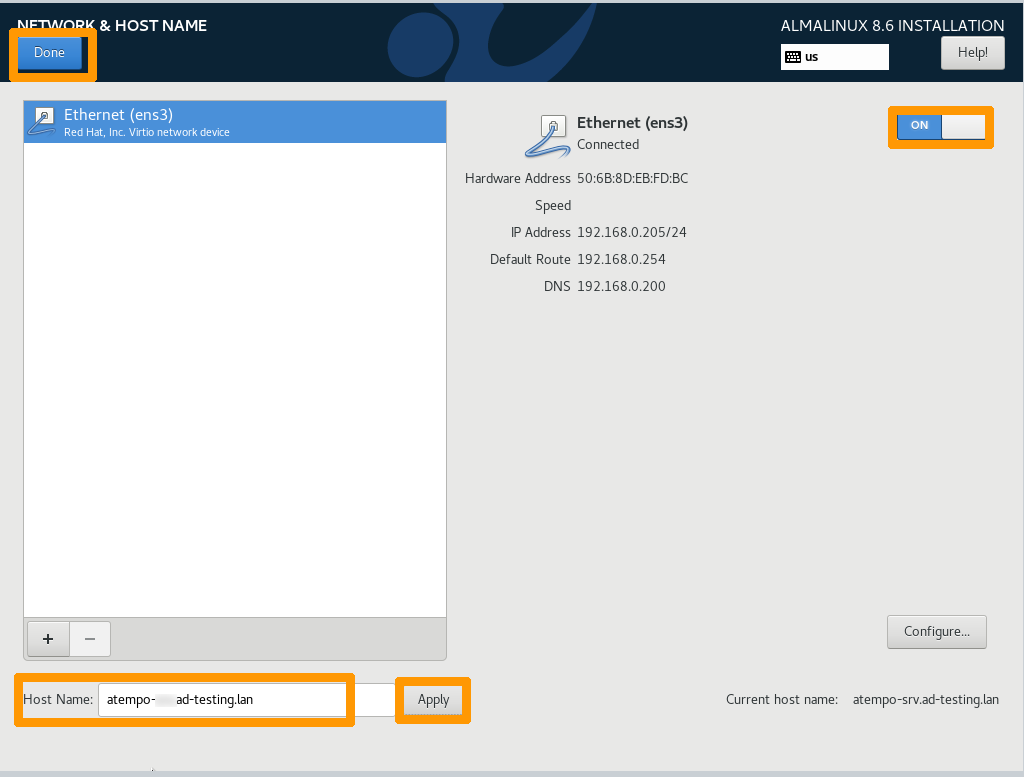 NETWORK & HOST NAME
ALMALINUX 8.6 INSTALLATION
Done
us
Help!
Ethernet (ens3)
Red Hat, Inc. Virtio network device
Ethernet (ens3)
Connected
ON
Hardware Address 50:6B:8D:EB:FD:BC
Speed
IP Address 192.168.0.205/24
Default Route 192.168.0.254
DNS 192.168.0.200
+ −
Configure...
Host Name: atempo- ad-testing.lan
Apply
Current host name: atempo-srv.ad-testing.lan